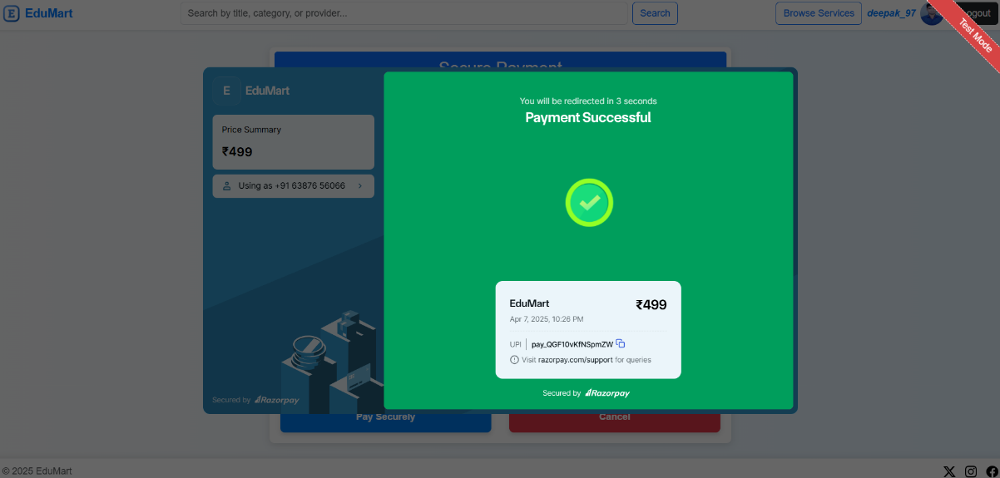 EduMart
Search by title, category, or provider...
Search
Browse Services
deepak_97
Test Mode
Secure Payment
E EduMart
Price Summary
₹499
Using as +91 63876 56066
Secured by Razorpay
You will be redirected in 3 seconds
Payment Successful
EduMart ₹499
Apr 7, 2025, 10:26 PM
UPI | pay_QGF10vKfNSpmZW
Visit razorpay.com/support for queries
Secured by Razorpay
Pay Securely
Cancel
© 2025 EduMart